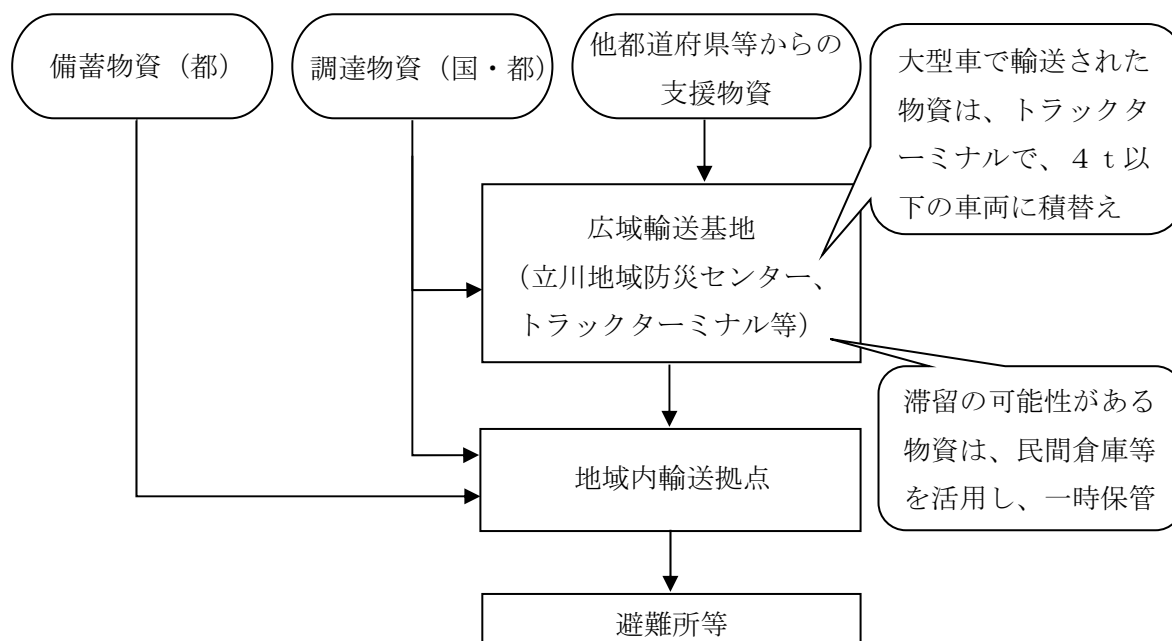 備蓄物資（都）
調達物資（国・都）
他都道府県等からの
支援物資
大型車で輸送された
物資は、トラックタ
ーミナルで、４ｔ以
下の車両に積替え
広域輸送基地
（立川地域防災センター、
トラックターミナル等）
滞留の可能性がある
物資は、民間倉庫等
を活用し、一時保管
地域内輸送拠点
避難所等